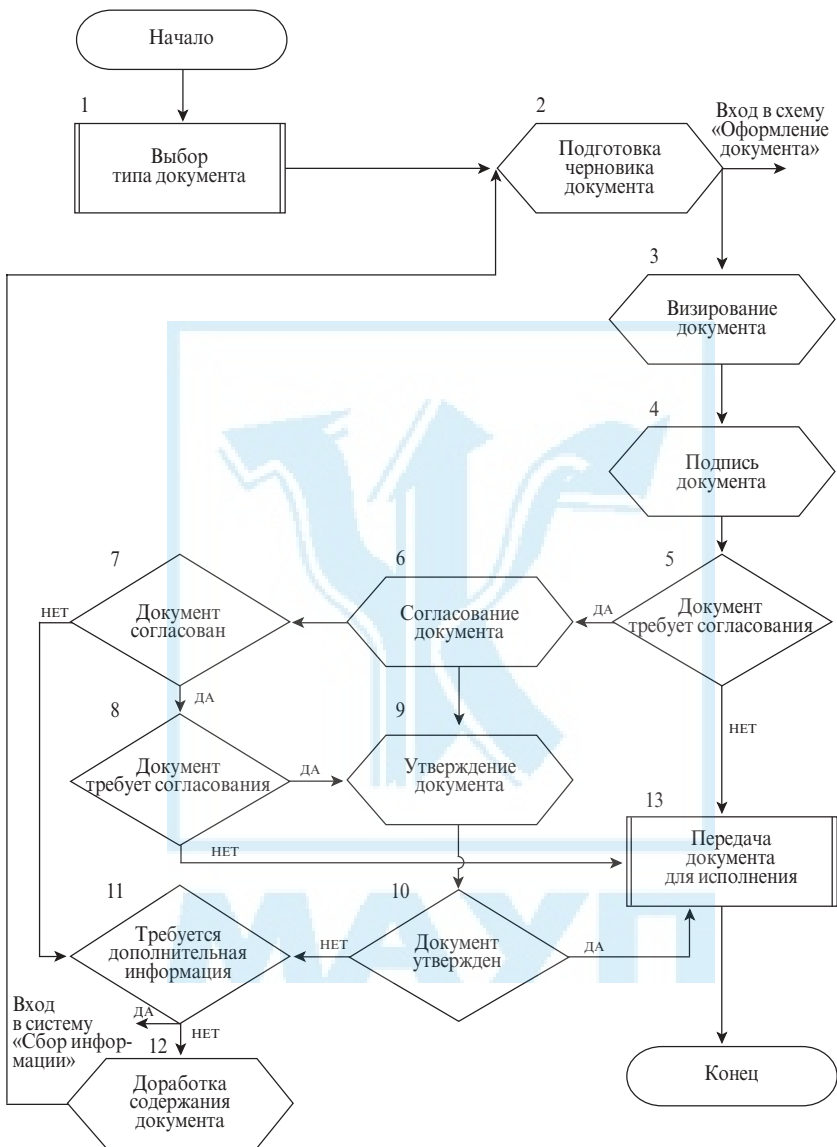 Начало
1
Выбор
типа документа
2
Подготовка
черновика
документа
Вход в схему
«Оформление
документа»
3
Визирование
документа
4
Подпись
документа
5
Документ
требует согласования
ДА
НЕТ
6
Согласование
документа
7
Документ
согласован
НЕТ
ДА
8
Документ
требует согласования
ДА
НЕТ
9
Утверждение
документа
10
Документ
утвержден
НЕТ
ДА
11
Требуется
дополнительная
информация
ДА
НЕТ
Вход
в систему
«Сбор инфор-
мации»
12
Доработка
содержания
документа
13
Передача
документа
для исполнения
Конец
МАУП